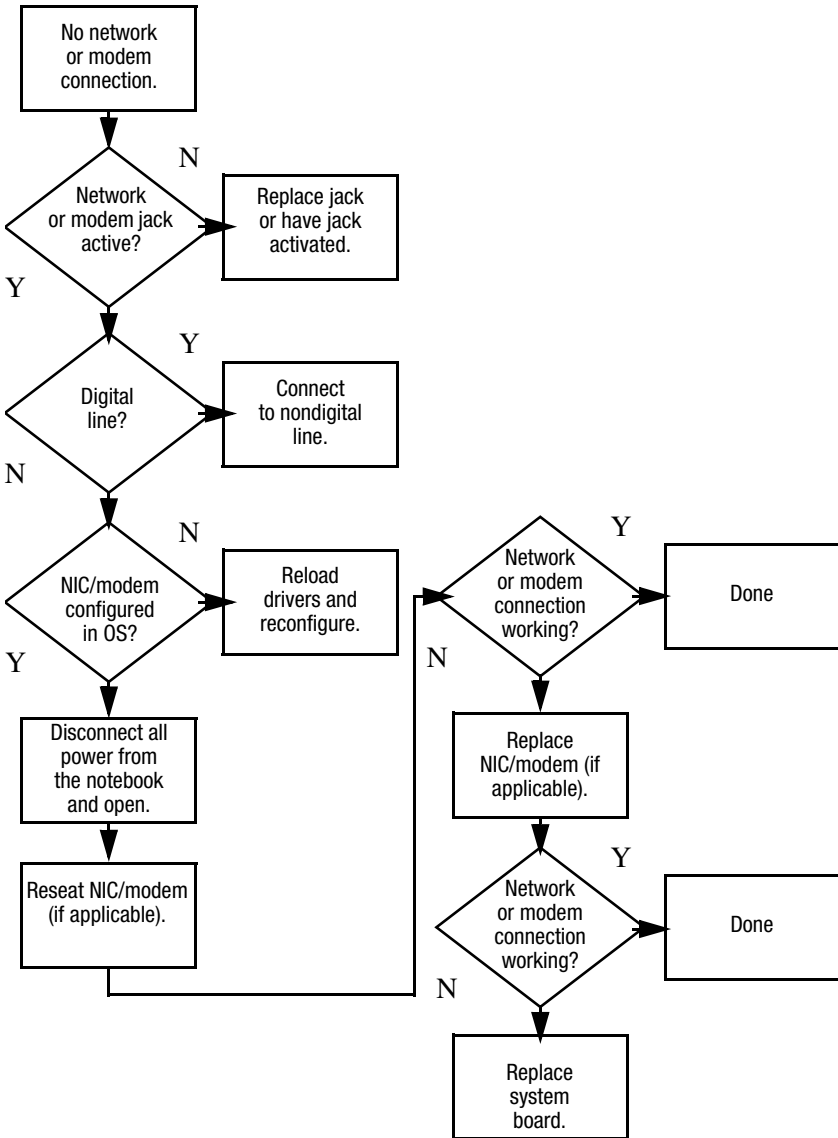 No network
or modem
connection.
N
Network
or modem jack
active?
Replace jack
or have jack
activated.
Y
Y
Digital
line?
Connect
to nondigital
line.
N
N
NIC/modem
configured
in OS?
Reload
drivers and
reconfigure.
Y
Disconnect all
power from
the notebook
and open.
Reseat NIC/modem
(if applicable).
Y
Network
or modem
connection
working?
Done
N
Replace
NIC/modem (if
applicable).
Y
Network
or modem
connection
working?
Done
N
Replace
system
board.